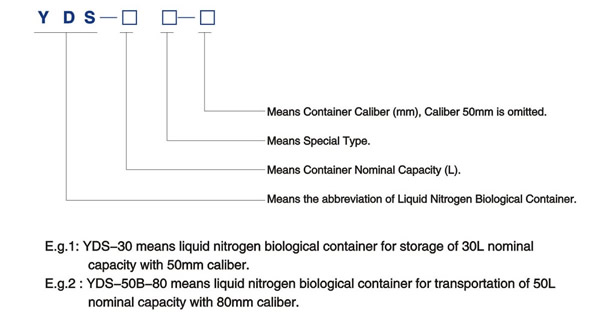 YDS—□ □—□
Means Container Caliber (mm), Caliber 50mm is omitted.
Means Special Type.
Means Container Nominal Capacity (L).
Means the abbreviation of Liquid Nitrogen Biological Container.
E.g.1: YDS–30 means liquid nitrogen biological container for storage of 30L nominal
capacity with 50mm caliber.
E.g.2 : YDS–50B–80 means liquid nitrogen biological container for transportation of 50L
nominal capacity with 80mm caliber.